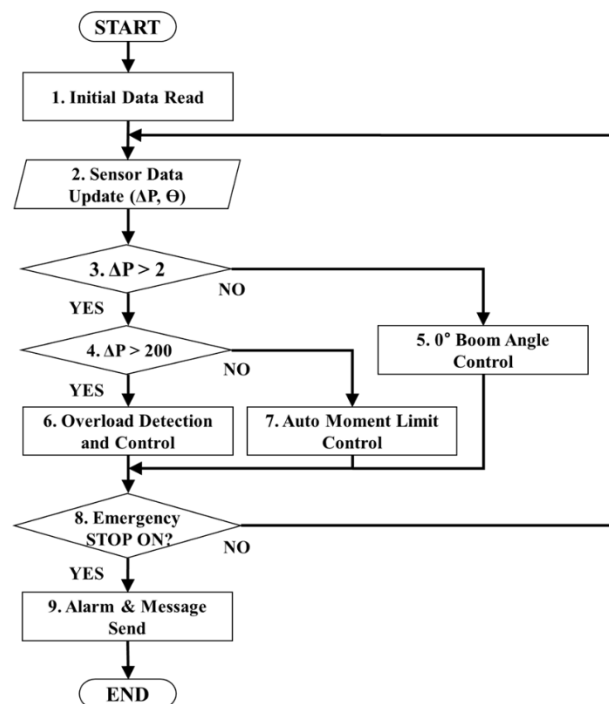 START
1. Initial Data Read
2. Sensor Data
Update (ΔP, Θ)
3. ΔP > 2
NO
YES
4. ΔP > 200
NO
YES
5. 0° Boom Angle
Control
6. Overload Detection
and Control
7. Auto Moment Limit
Control
8. Emergency
STOP ON?
NO
YES
9. Alarm & Message
Send
END